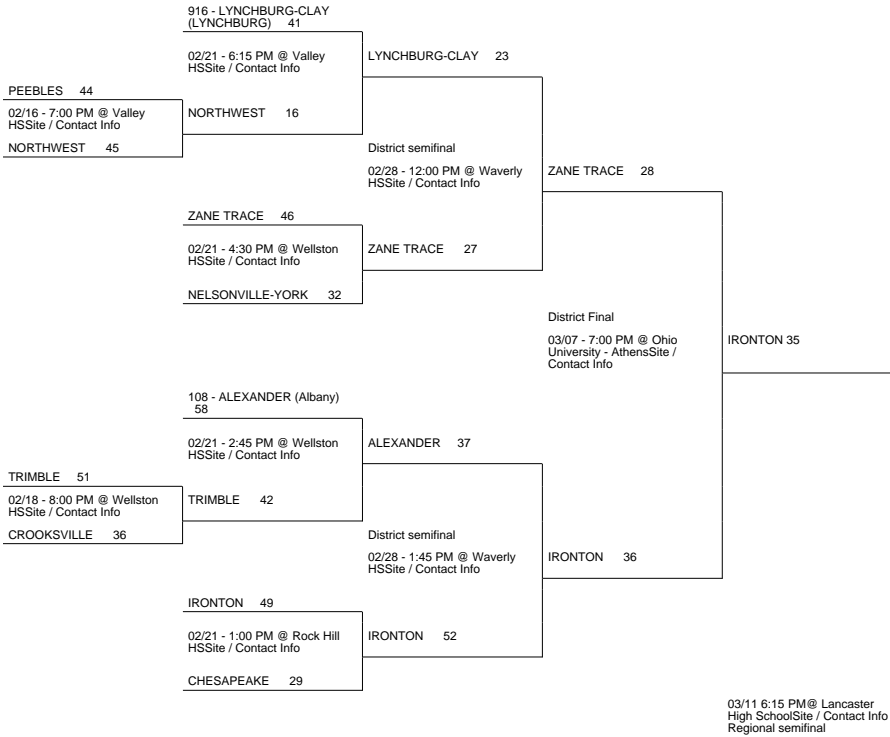 916 - LYNCHBURG-CLAY
(LYNCHBURG) 41
02/21 - 6:15 PM @ Valley
HSSite / Contact Info
LYNCHBURG-CLAY 23
PEEBLES 44
02/16 - 7:00 PM @ Valley
HSSite / Contact Info
NORTHWEST 16
NORTHWEST 45
District semifinal
02/28 - 12:00 PM @ Waverly
HSSite / Contact Info
ZANE TRACE 28
ZANE TRACE 46
02/21 - 4:30 PM @ Wellston
HSSite / Contact Info
ZANE TRACE 27
NELSONVILLE-YORK 32
District Final
03/07 - 7:00 PM @ Ohio
University - AthensSite /
Contact Info
IRONTON 35
108 - ALEXANDER (Albany)
58
02/21 - 2:45 PM @ Wellston
HSSite / Contact Info
ALEXANDER 37
TRIMBLE 51
02/18 - 8:00 PM @ Wellston
HSSite / Contact Info
TRIMBLE 42
CROOKSVILLE 36
District semifinal
02/28 - 1:45 PM @ Waverly
HSSite / Contact Info
IRONTON 36
IRONTON 49
02/21 - 1:00 PM @ Rock Hill
HSSite / Contact Info
IRONTON 52
CHESAPEAKE 29
03/11 6:15 PM@ Lancaster
High SchoolSite / Contact Info
Regional semifinal